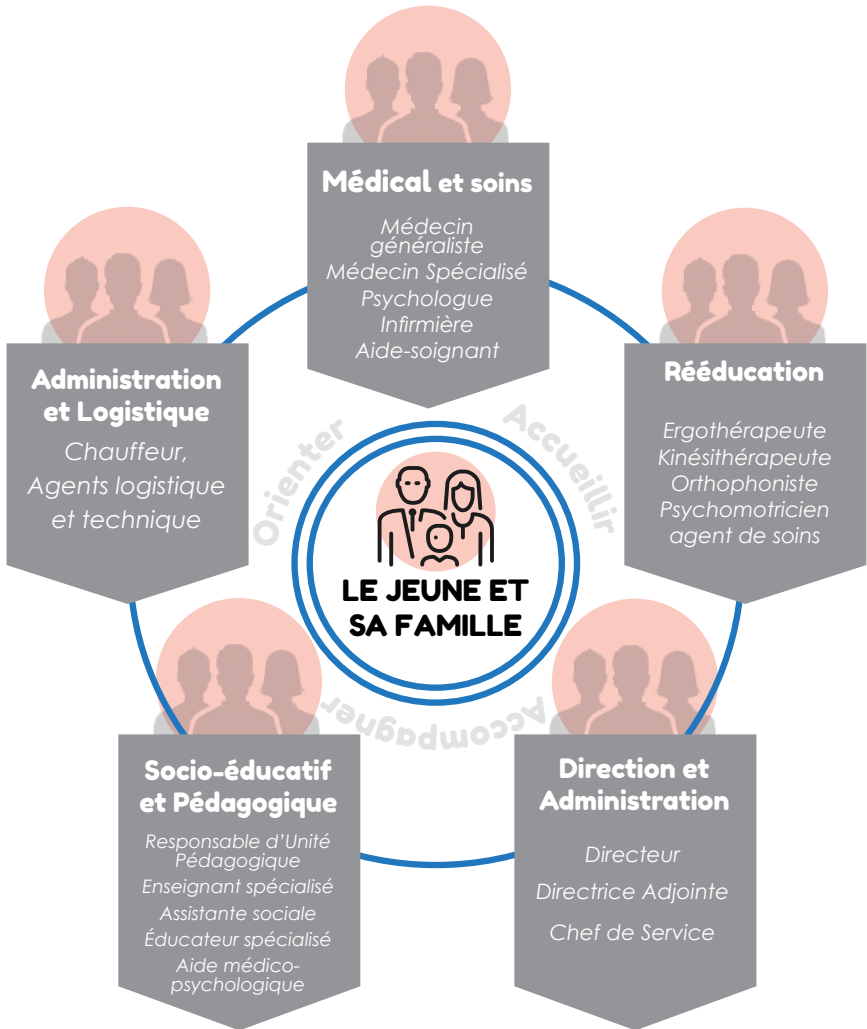 Médical et soins
Médecin
généraliste
Médecin Spécialisé
Psychologue
Infirmière
Aide-soignant
Administration
et Logistique
Chauffeur,
Agents logistique
et technique
Rééducation
Ergothérapeute
Kinésithérapeute
Orthophoniste
Psychomotricien
agent de soins
Orienter
Accueillir
LE JEUNE ET
SA FAMILLE
Accompagner
Socio-éducatif
et Pédagogique
Responsable d'Unité
Pédagogique
Enseignant spécialisé
Assistante sociale
Éducateur spécialisé
Aide médico-
psychologique
Direction et
Administration
Directeur
Directrice Adjointe
Chef de Service